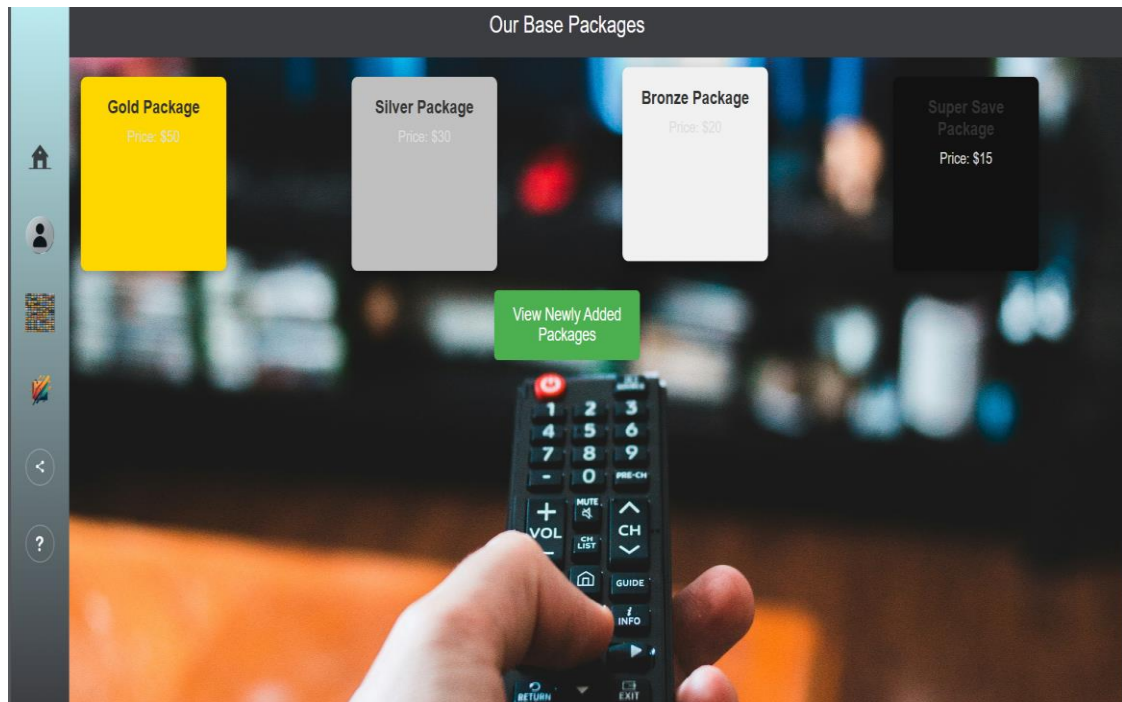 Our Base Packages
Gold Package
Price: $50
Silver Package
Price: $30
Bronze Package
Price: $20
Super Save
Package
Price: $15
View Newly Added
Packages
?
1 2 3
4 5 6
7 8 9
- 0 PRE-CH
+ MUTE
VOL CH
CH
LIST
-
GUIDE
i
INFO
RETURN EXIT